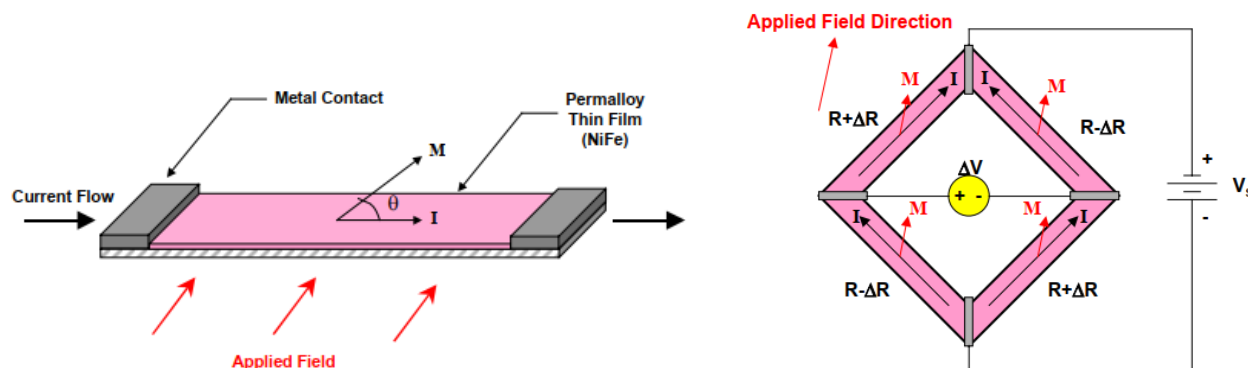 Metal Contact
Permalloy
Thin Film
(NiFe)
M
θ
I
Current Flow
Applied Field
Applied Field Direction
M
I
I
M
R+ΔR
R-ΔR
ΔV
+ -
+
V
-
I
M
M
I
R-ΔR
R+ΔR